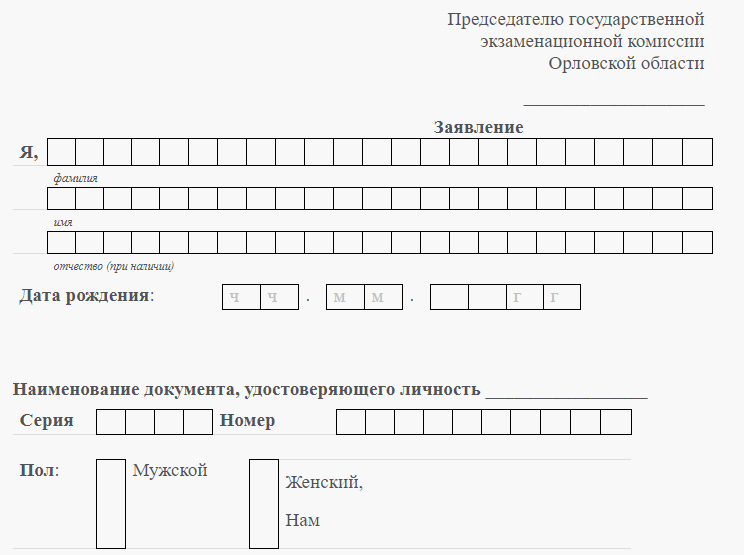 Председателю государственной
экзаменационной комиссии
Орловской области
____________________
Заявление
Я,
фамилия
имя
отчество (при наличии)
Дата рождения: ч ч . м м . г г
Наименование документа, удостоверяющего личность __________________
Серия Номер
Пол: Мужской Женский,
Нам